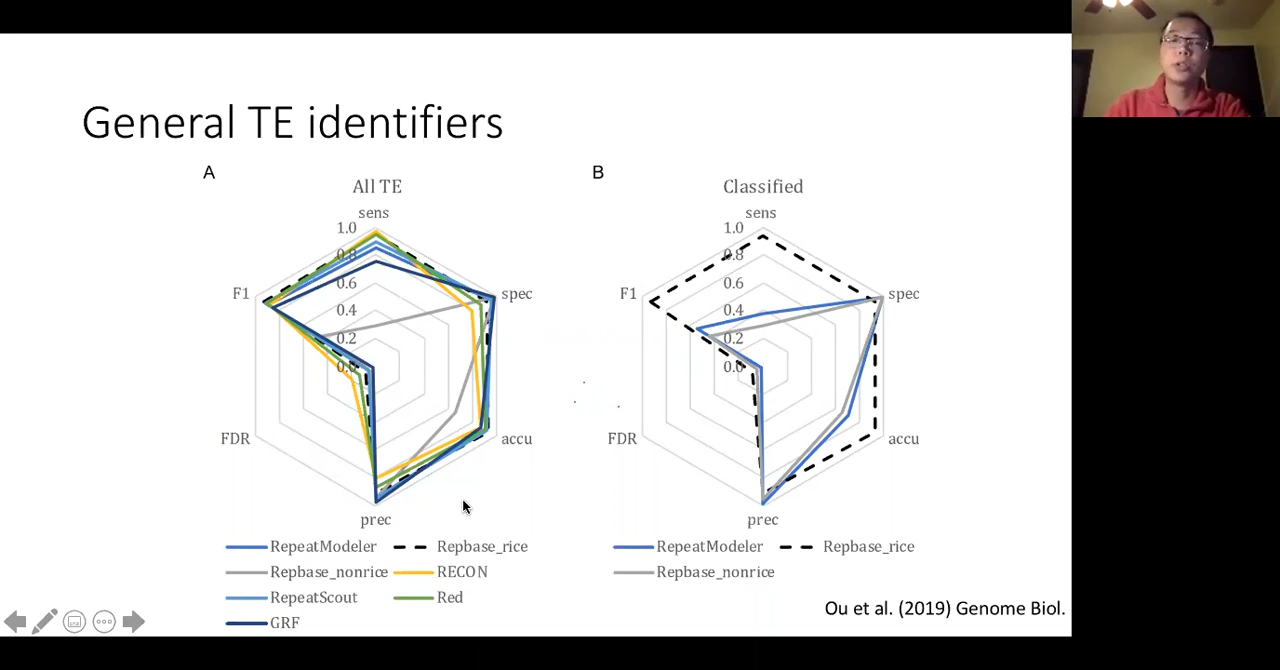 General TE identifiers
A
All TE
sens
1.0
0.8
0.6
0.4
0.2
0.0
F1
spec
FDR
accu
prec
RepeatModeler
Repbase_rice
Repbase_nonrice
RECON
RepeatScout
Red
GRF
B
Classified
sens
1.0
0.8
0.6
0.4
0.2
0.0
F1
spec
FDR
accu
prec
RepeatModeler
Repbase_rice
Repbase_nonrice
Ou et al. (2019) Genome Biol.